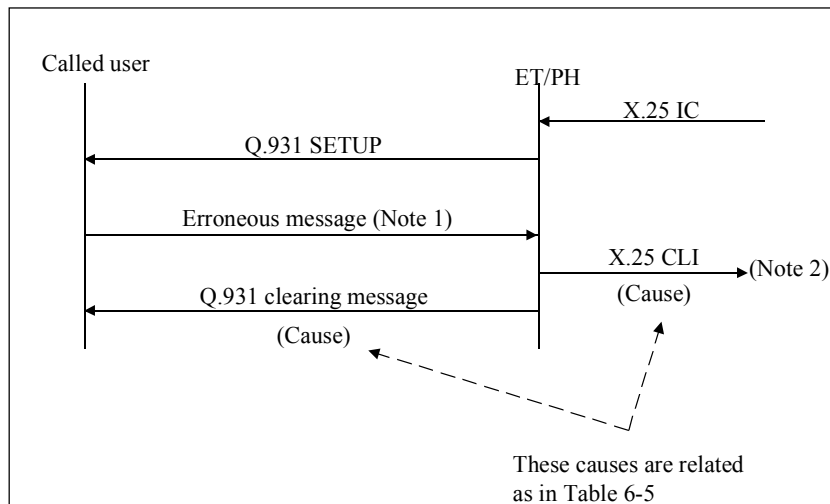 Called user
ET/PH
X.25 IC
Q.931 SETUP
Erroneous message (Note 1)
X.25 CLI
(Note 2)
(Cause)
Q.931 clearing message
(Cause)
These causes are related
as in Table 6-5